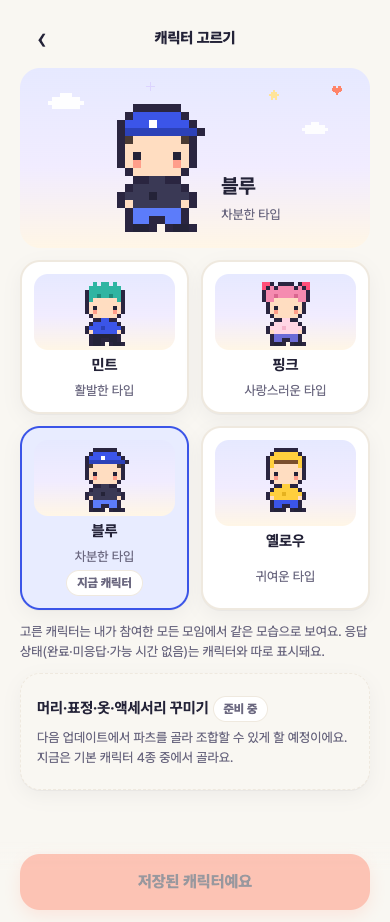 캐릭터 고르기
블루
차분한 타입
민트
활발한 타입
핑크
사랑스러운 타입
블루
차분한 타입
지금 캐릭터
옐로우
귀여운 타입
고른 캐릭터는 내가 참여한 모든 모임에서 같은 모습으로 보여요. 응답
상태(완료·미응답·가능 시간 없음)는 캐릭터와 따로 표시돼요.
머리·표정·옷·액세서리 꾸미기 준비 중
다음 업데이트에서 파츠를 골라 조합할 수 있게 할 예정이에요.
지금은 기본 캐릭터 4종 중에서 골라요.
저장된 캐릭터예요